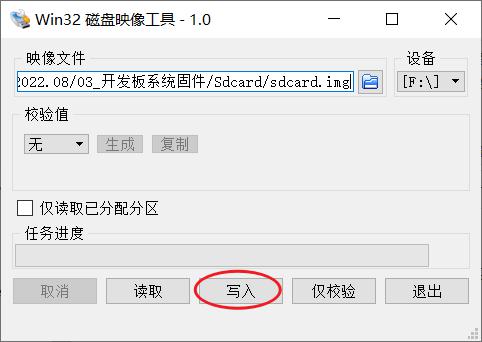 Win32 磁盘映像工具 - 1.0
映像文件
设备
2022.08/03_开发板系统固件/Sdcard/sdcard.img
[F:\]
校验值
无
生成
复制
仅读取已分配分区
任务进度
取消
读取
写入
仅校验
退出